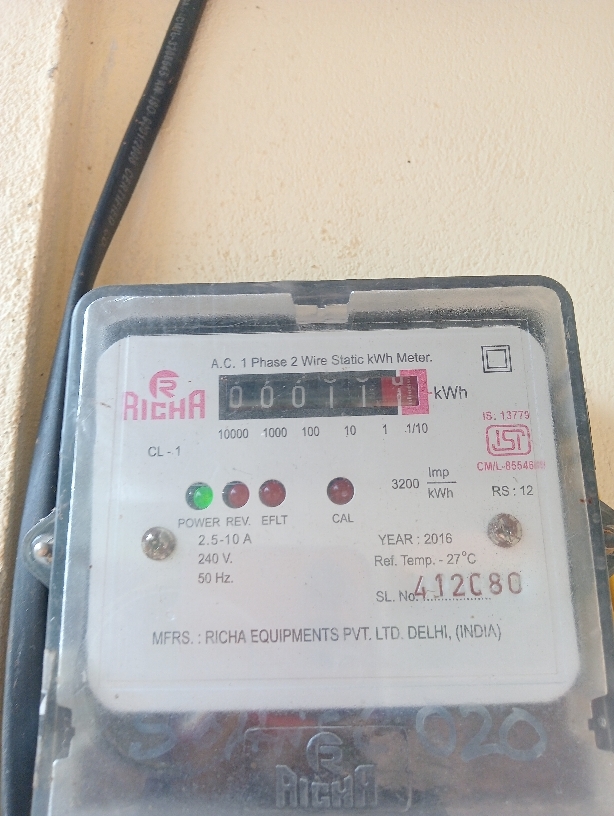 A.C. 1 Phase 2 Wire Static kWh Meter.
R
RICHA
kWh
10000 1000 100 10 1 .1/10
CL - 1
IS. 13779
ISI
3200 Imp/kWh
RS : 12
POWER REV. EFLT CAL
2.5-10 A
240 V.
50 Hz.
YEAR : 2016
Ref. Temp. - 27°C
SL. No. 412080
MFRS. : RICHA EQUIPMENTS PVT. LTD. DELHI, (INDIA)
020
R
RICHA